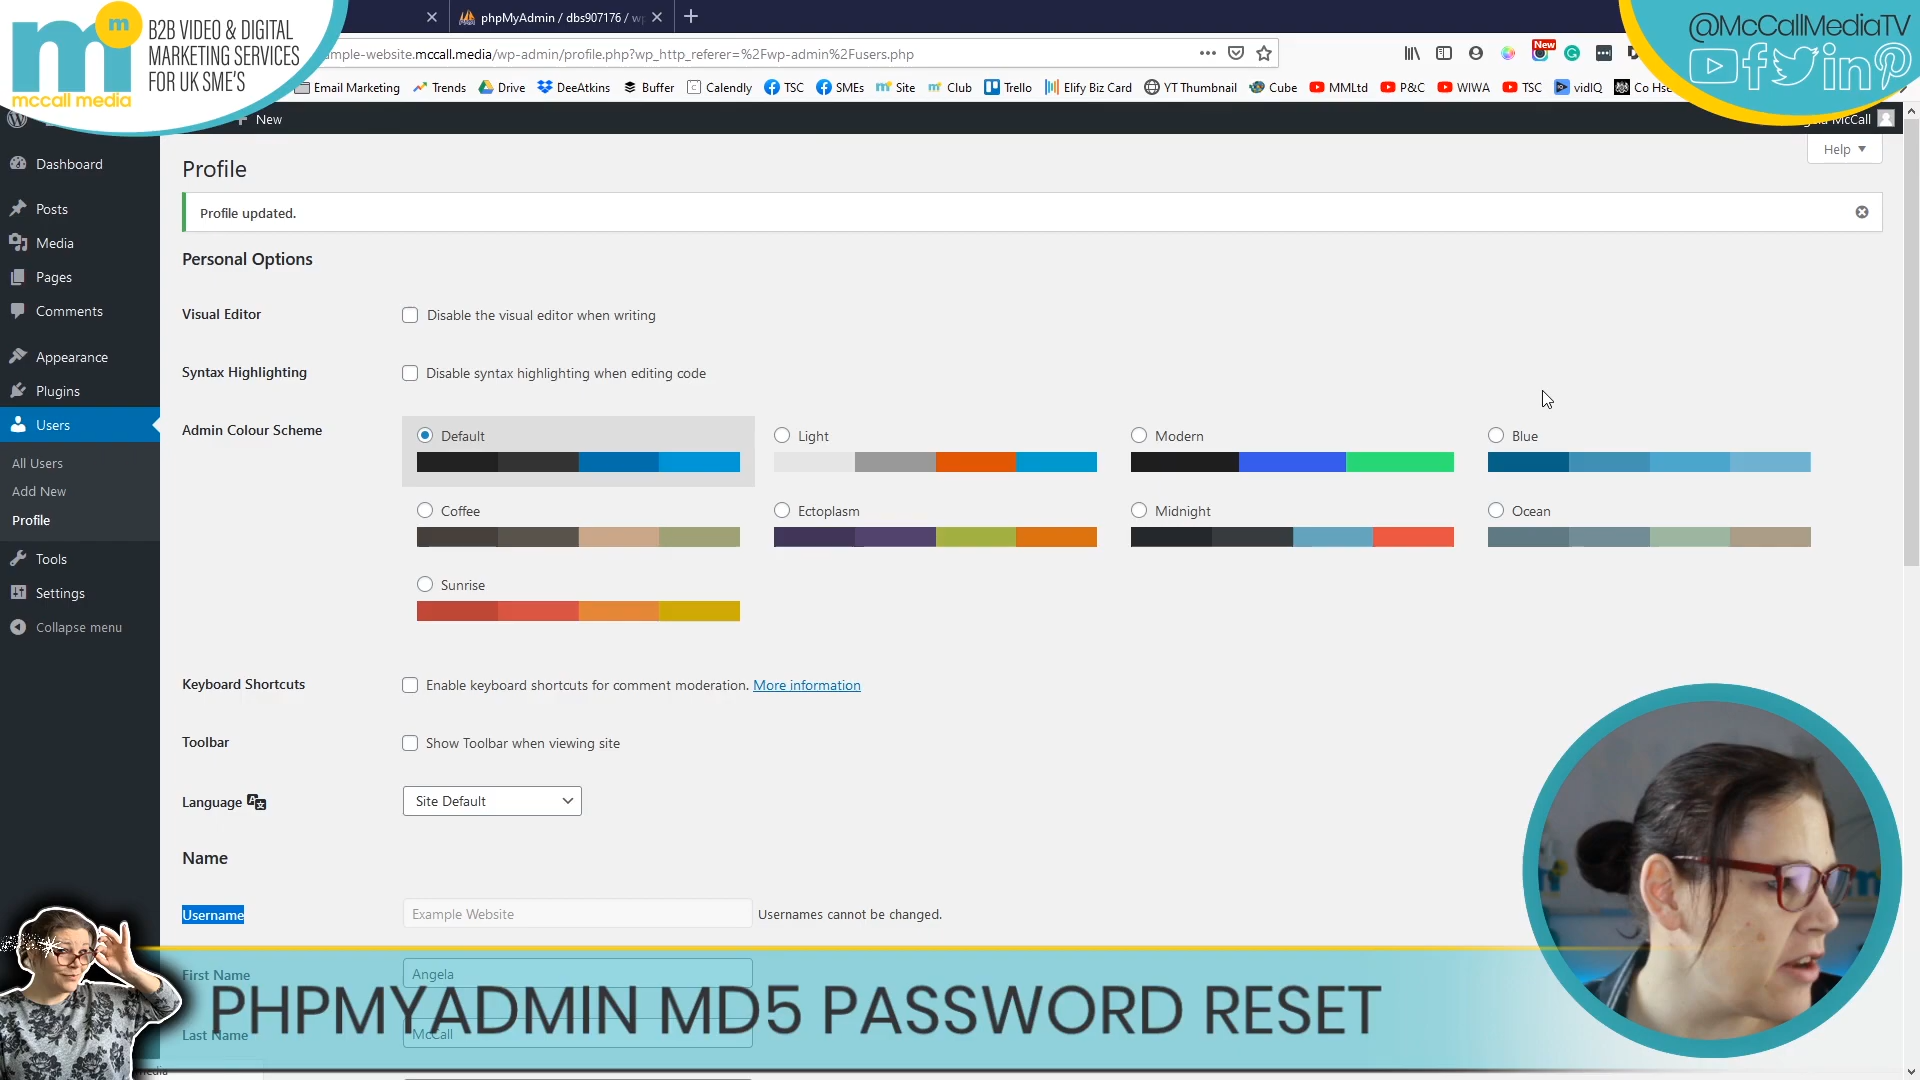 m
m
mccall media
B2B VIDEO & DIGITAL
MARKETING SERVICES
FOR UK SME'S
phpMyAdmin / dbs907176 / wp
@McCallMediaTV
mple-website.mccall.media/wp-admin/profile.php?wp_http_referer=%2Fwp-admin%2Fusers.php
New
Email Marketing
Trends
Drive
DeeAtkins
Buffer
Calendly
TSC
SMEs
Site
Club
Trello
Elify Biz Card
YT Thumbnail
Cube
MMLtd
P&C
WIWA
TSC
vidIQ
Co Hse
New
McCall
Help
Dashboard
Posts
Media
Pages
Comments
Appearance
Plugins
Users
All Users
Add New
Profile
Tools
Settings
Collapse menu
Profile
Profile updated.
Personal Options
Visual Editor
Disable the visual editor when writing
Syntax Highlighting
Disable syntax highlighting when editing code
Admin Colour Scheme
Default
Light
Modern
Blue
Coffee
Ectoplasm
Midnight
Ocean
Sunrise
Keyboard Shortcuts
Enable keyboard shortcuts for comment moderation. More information
Toolbar
Show Toolbar when viewing site
Language
Site Default
Name
Username
Example Website
Usernames cannot be changed.
First Name
Angela
PHPMYADMIN MD5 PASSWORD RESET
Last Name
McCall